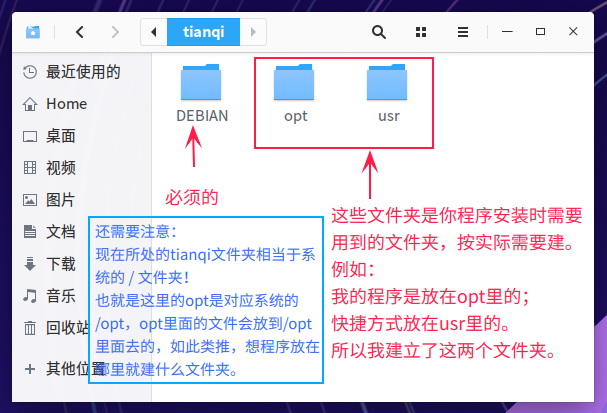 tianqi
最近使用的
Home
桌面
视频
图片
文档
下载
音乐
回收站
其他位置
DEBIAN
opt
usr
必须的
还需要注意：
现在所处的tianqi文件夹相当于系
统的 / 文件夹！
也就是这里的opt是对应系统的
/opt，opt里面的文件会放到/opt
里面去的，如此类推，想程序放在
哪里就建什么文件夹。
这些文件夹是你程序安装时需要
用到的文件夹，按实际需要建。
例如：
我的程序是放在opt里的；
快捷方式放在usr里的。
所以我建立了这两个文件夹。